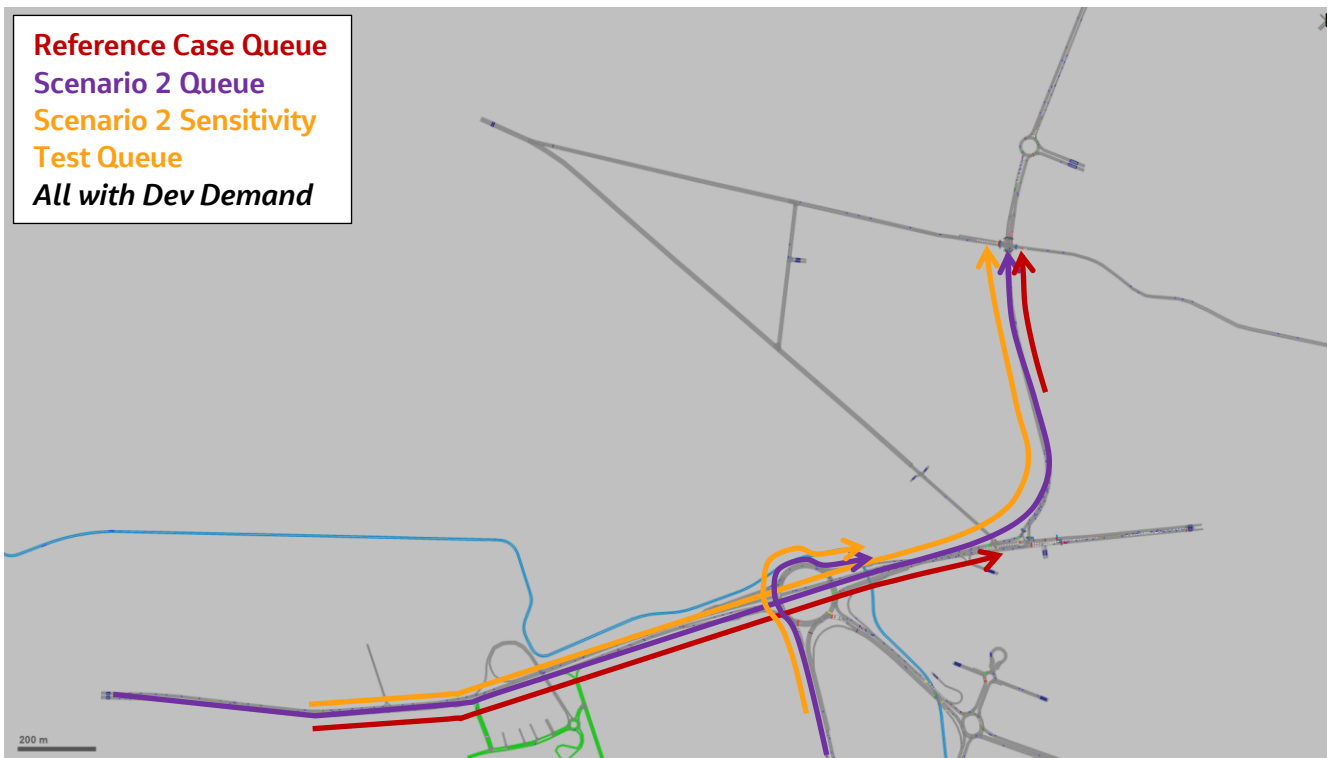 Reference Case Queue
Scenario 2 Queue
Scenario 2 Sensitivity
Test Queue
All with Dev Demand
200 m